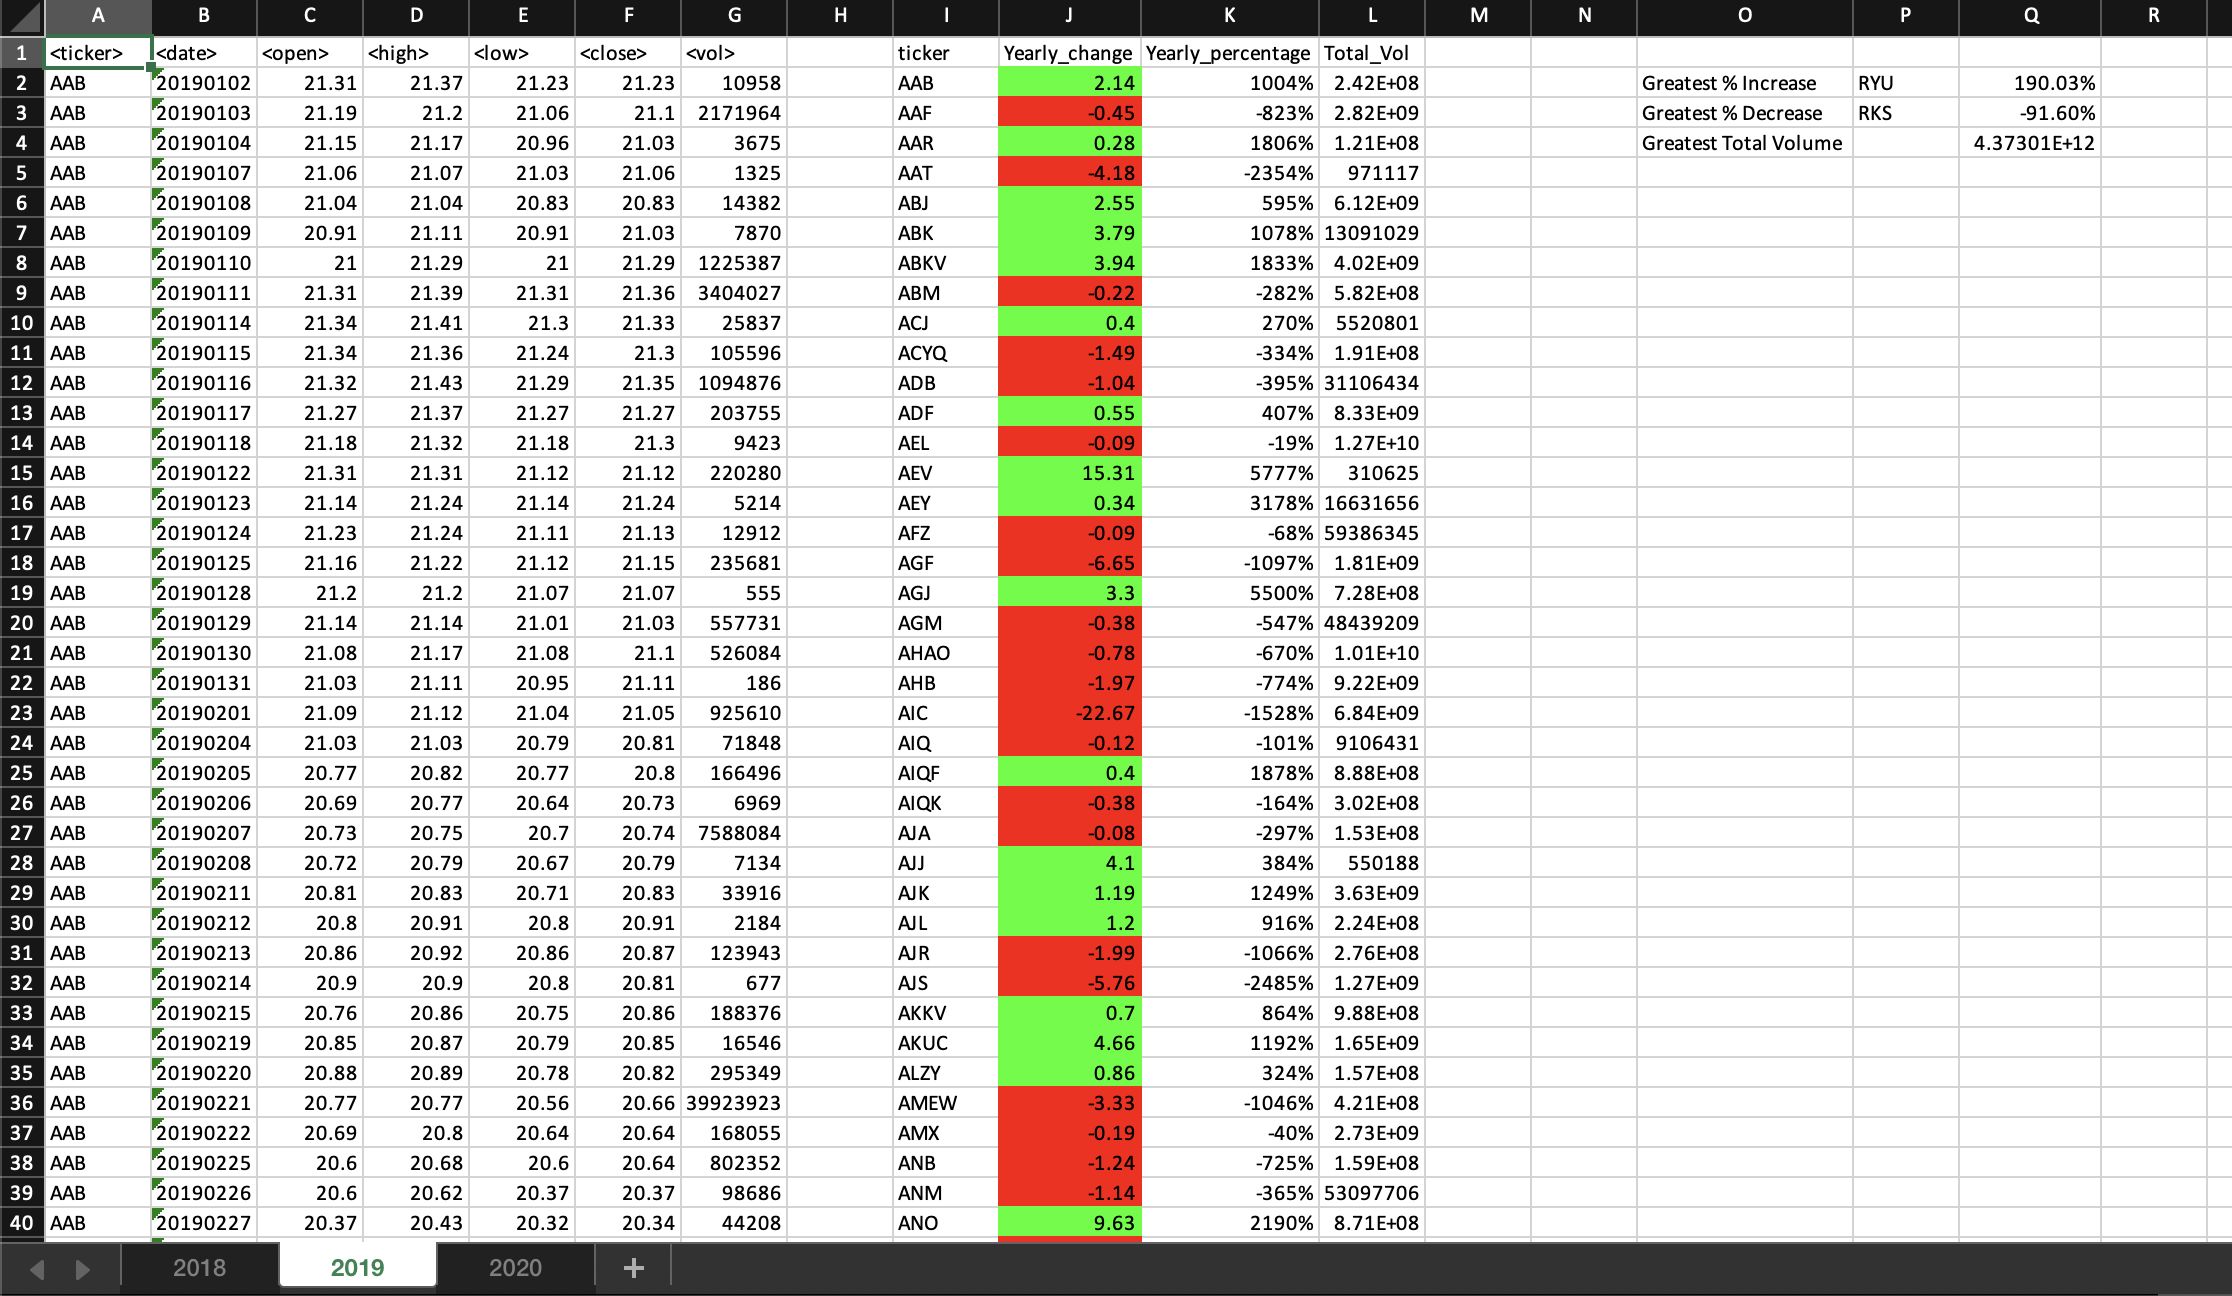 A B C D E F G H I J K L M N O P Q R
1 <ticker> <date> <open> <high> <low> <close> <vol> ticker Yearly_change Yearly_percentage Total_Vol
2 AAB 20190102 21.31 21.37 21.23 21.23 10958 AAB 2.14 1004% 2.42E+08 Greatest % Increase RYU 190.03%
3 AAB 20190103 21.19 21.2 21.06 21.1 2171964 AAF -0.45 -823% 2.82E+09 Greatest % Decrease RKS -91.60%
4 AAB 20190104 21.15 21.17 20.96 21.03 3675 AAR 0.28 1806% 1.21E+08 Greatest Total Volume 4.37301E+12
5 AAB 20190107 21.06 21.07 21.03 21.06 1325 AAT -4.18 -2354% 971117
6 AAB 20190108 21.04 21.04 20.83 20.83 14382 ABJ 2.55 595% 6.12E+09
7 AAB 20190109 20.91 21.11 20.91 21.03 7870 ABK 3.79 1078% 13091029
8 AAB 20190110 21 21.29 21 21.29 1225387 ABKV 3.94 1833% 4.02E+09
9 AAB 20190111 21.31 21.39 21.31 21.36 3404027 ABM -0.22 -282% 5.82E+08
10 AAB 20190114 21.34 21.41 21.3 21.33 25837 ACJ 0.4 270% 5520801
11 AAB 20190115 21.34 21.36 21.24 21.3 105596 ACYQ -1.49 -334% 1.91E+08
12 AAB 20190116 21.32 21.43 21.29 21.35 1094876 ADB -1.04 -395% 31106434
13 AAB 20190117 21.27 21.37 21.27 21.27 203755 ADF 0.55 407% 8.33E+09
14 AAB 20190118 21.18 21.32 21.18 21.3 9423 AEL -0.09 -19% 1.27E+10
15 AAB 20190122 21.31 21.31 21.12 21.12 220280 AEV 15.31 5777% 310625
16 AAB 20190123 21.14 21.24 21.14 21.24 5214 AEY 0.34 3178% 16631656
17 AAB 20190124 21.23 21.24 21.11 21.13 12912 AFZ -0.09 -68% 59386345
18 AAB 20190125 21.16 21.22 21.12 21.15 235681 AGF -6.65 -1097% 1.81E+09
19 AAB 20190128 21.2 21.2 21.07 21.07 555 AGJ 3.3 5500% 7.28E+08
20 AAB 20190129 21.14 21.14 21.01 21.03 557731 AGM -0.38 -547% 48439209
21 AAB 20190130 21.08 21.17 21.08 21.1 526084 AHAO -0.78 -670% 1.01E+10
22 AAB 20190131 21.03 21.11 20.95 21.11 186 AHB -1.97 -774% 9.22E+09
23 AAB 20190201 21.09 21.12 21.04 21.05 925610 AIC -22.67 -1528% 6.84E+09
24 AAB 20190204 21.03 21.03 20.79 20.81 71848 AIQ -0.12 -101% 9106431
25 AAB 20190205 20.77 20.82 20.77 20.8 166496 AIQF 0.4 1878% 8.88E+08
26 AAB 20190206 20.69 20.77 20.64 20.73 6969 AIQK -0.38 -164% 3.02E+08
27 AAB 20190207 20.73 20.75 20.7 20.74 7588084 AJA -0.08 -297% 1.53E+08
28 AAB 20190208 20.72 20.79 20.67 20.79 7134 AJJ 4.1 384% 550188
29 AAB 20190211 20.81 20.83 20.71 20.83 33916 AJK 1.19 1249% 3.63E+09
30 AAB 20190212 20.8 20.91 20.8 20.91 2184 AJL 1.2 916% 2.24E+08
31 AAB 20190213 20.86 20.92 20.86 20.87 123943 AJR -1.99 -1066% 2.76E+08
32 AAB 20190214 20.9 20.9 20.8 20.81 677 AJS -5.76 -2485% 1.27E+09
33 AAB 20190215 20.76 20.86 20.75 20.86 188376 AKKV 0.7 864% 9.88E+08
34 AAB 20190219 20.85 20.87 20.79 20.85 16546 AKUC 4.66 1192% 1.65E+09
35 AAB 20190220 20.88 20.89 20.78 20.82 295349 ALZY 0.86 324% 1.57E+08
36 AAB 20190221 20.77 20.77 20.56 20.66 39923923 AMEW -3.33 -1046% 4.21E+08
37 AAB 20190222 20.69 20.8 20.64 20.64 168055 AMX -0.19 -40% 2.73E+09
38 AAB 20190225 20.6 20.68 20.6 20.64 802352 ANB -1.24 -725% 1.59E+08
39 AAB 20190226 20.6 20.62 20.37 20.37 98686 ANM -1.14 -365% 53097706
40 AAB 20190227 20.37 20.43 20.32 20.34 44208 ANO 9.63 2190% 8.71E+08
2018 2019 2020 +